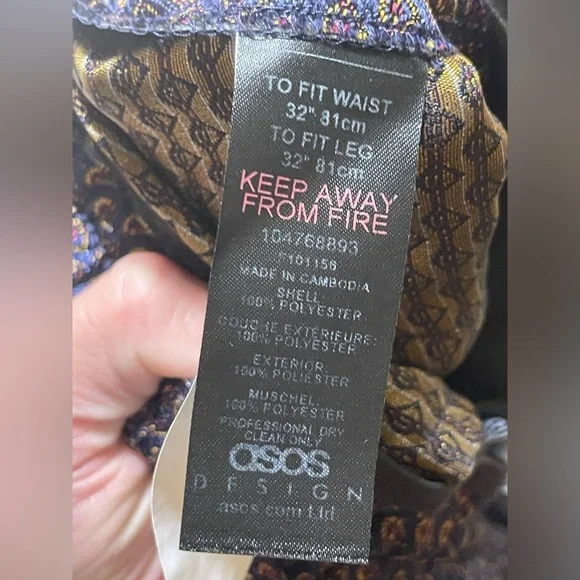 TO FIT WAIST
32" 81cm
TO FIT LEG
32" 81cm
KEEP AWAY
FROM FIRE
104768893
F101156
MADE IN CAMBODIA
SHELL:
100% POLYESTER
COUCHE EXTÉRIEURE:
100% POLYESTER
EXTERIOR:
100% POLIÉSTER
MUSCHEL:
100% POLYESTER
PROFESSIONAL DRY
CLEAN ONLY
asos
DESIGN
asos.com Ltd.